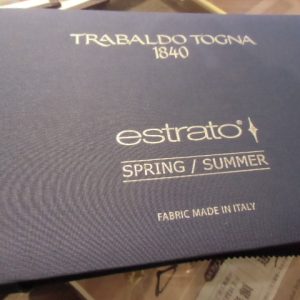 TRABALDO TOGNA
1840
estrato®
SPRING / SUMMER
FABRIC MADE IN ITALY